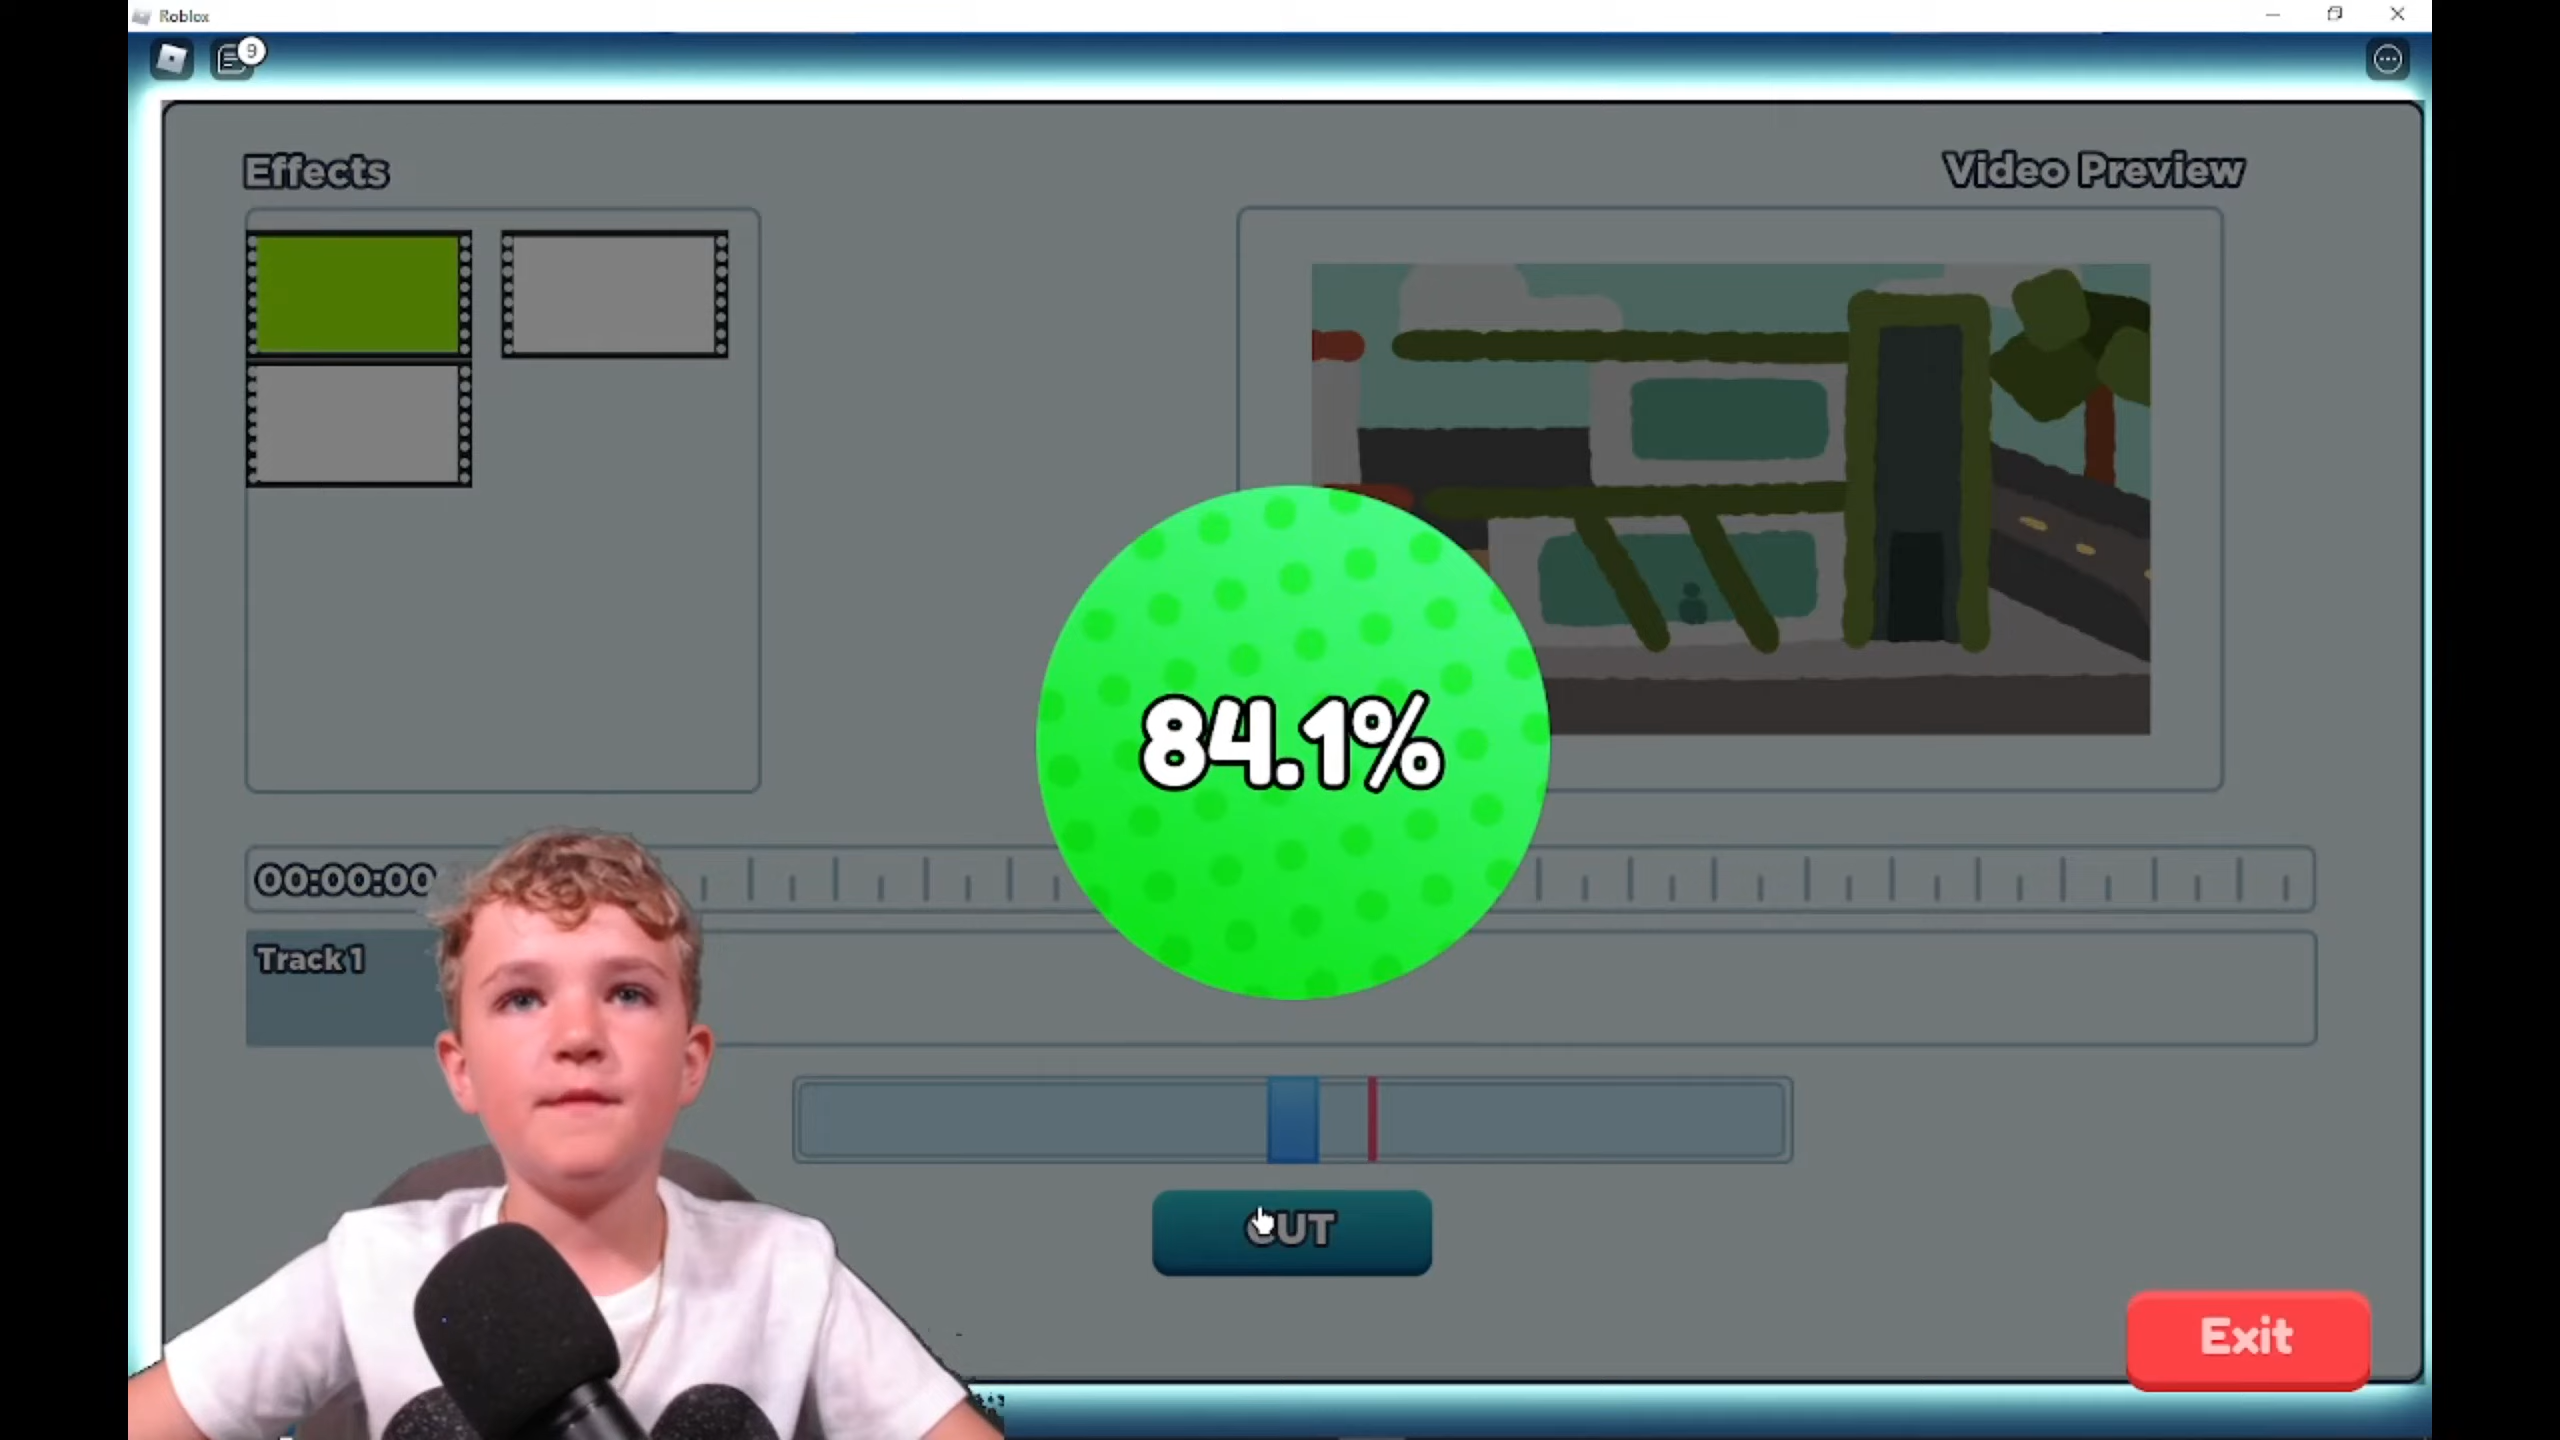 Roblox
9
Effects
Video Preview
84.1%
00:00:00
Track 1
CUT
Exit